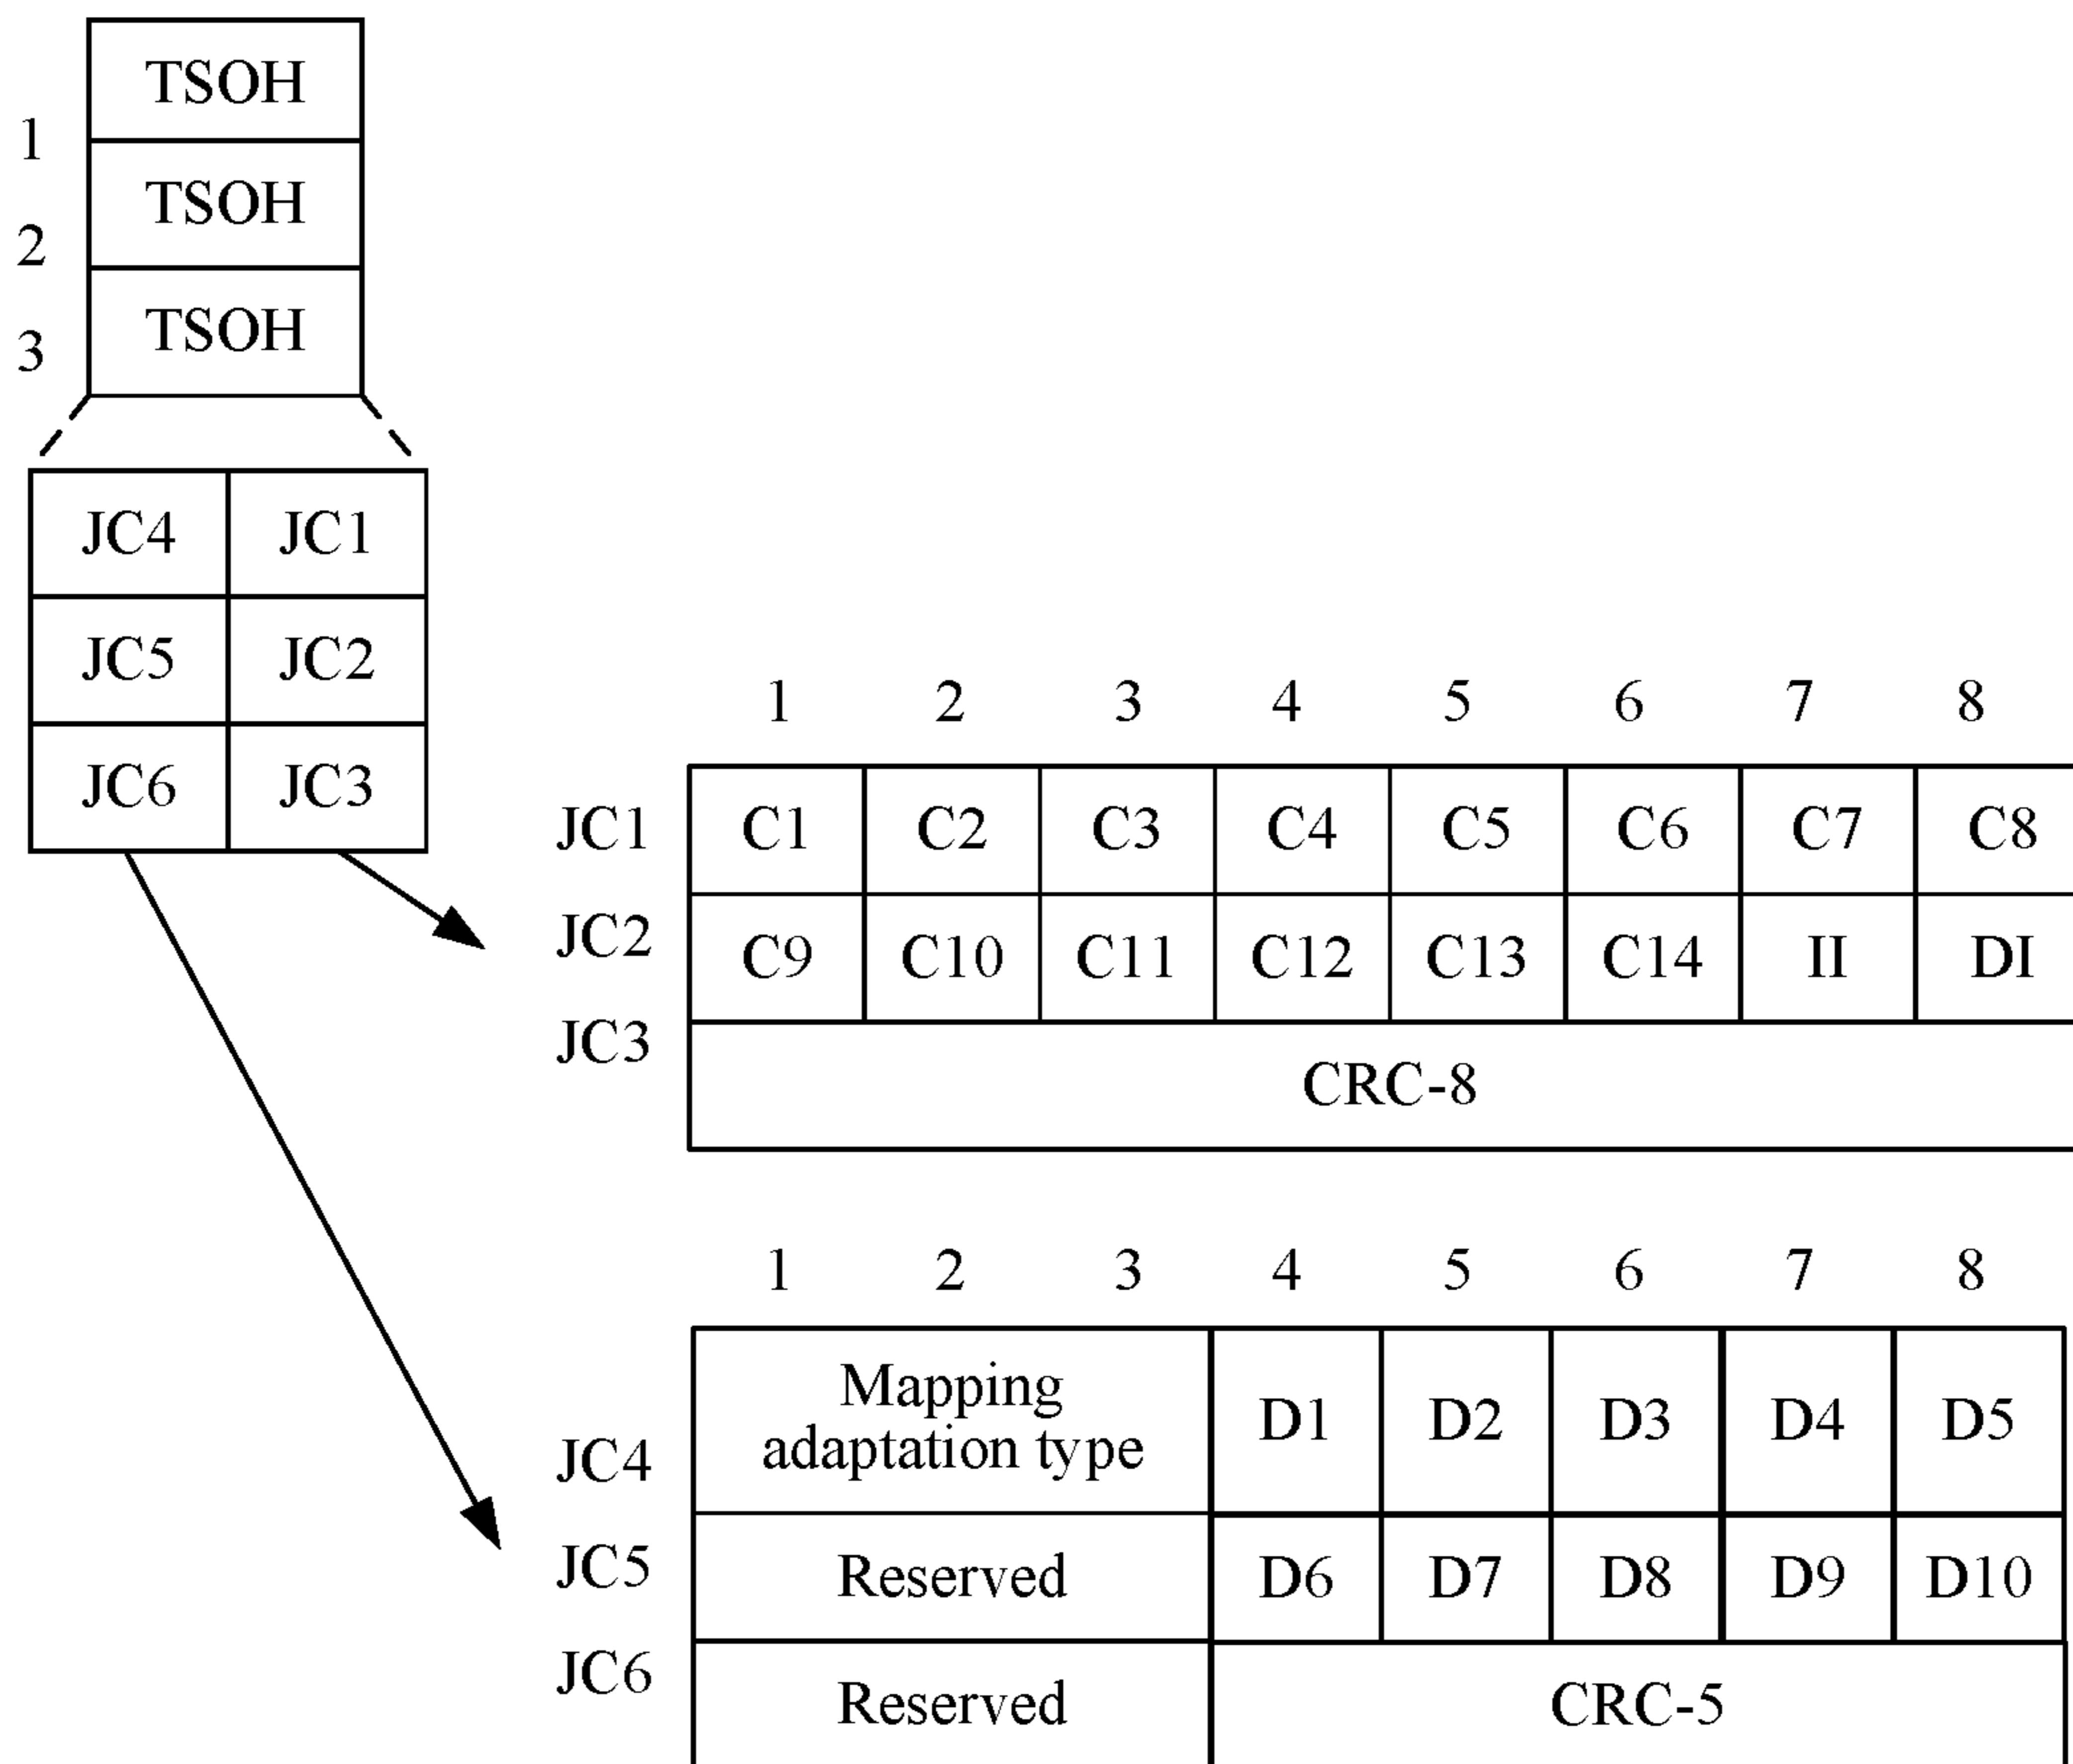 TSOH
1
TSOH
2
TSOH
3
JC4 JC1
JC5 JC2
JC6 JC3
1 2 3 4 5 6 7 8
JC1 C1 C2 C3 C4 C5 C6 C7 C8
JC2 C9 C10 C11 C12 C13 C14 II DI
JC3 CRC-8
1 2 3 4 5 6 7 8
Mapping
adaptation type D1 D2 D3 D4 D5
JC4
JC5 Reserved D6 D7 D8 D9 D10
JC6 Reserved CRC-5